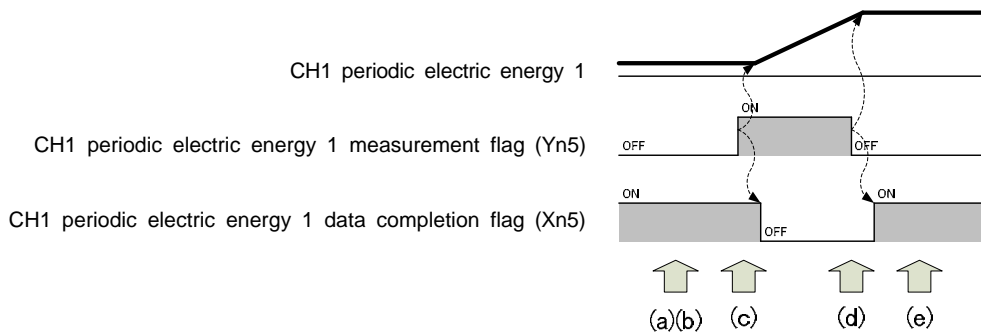 CH1 periodic electric energy 1
ON
CH1 periodic electric energy 1 measurement flag (Yn5)
OFF
OFF
ON
ON
CH1 periodic electric energy 1 data completion flag (Xn5)
OFF
(a)(b) (c) (d) (e)